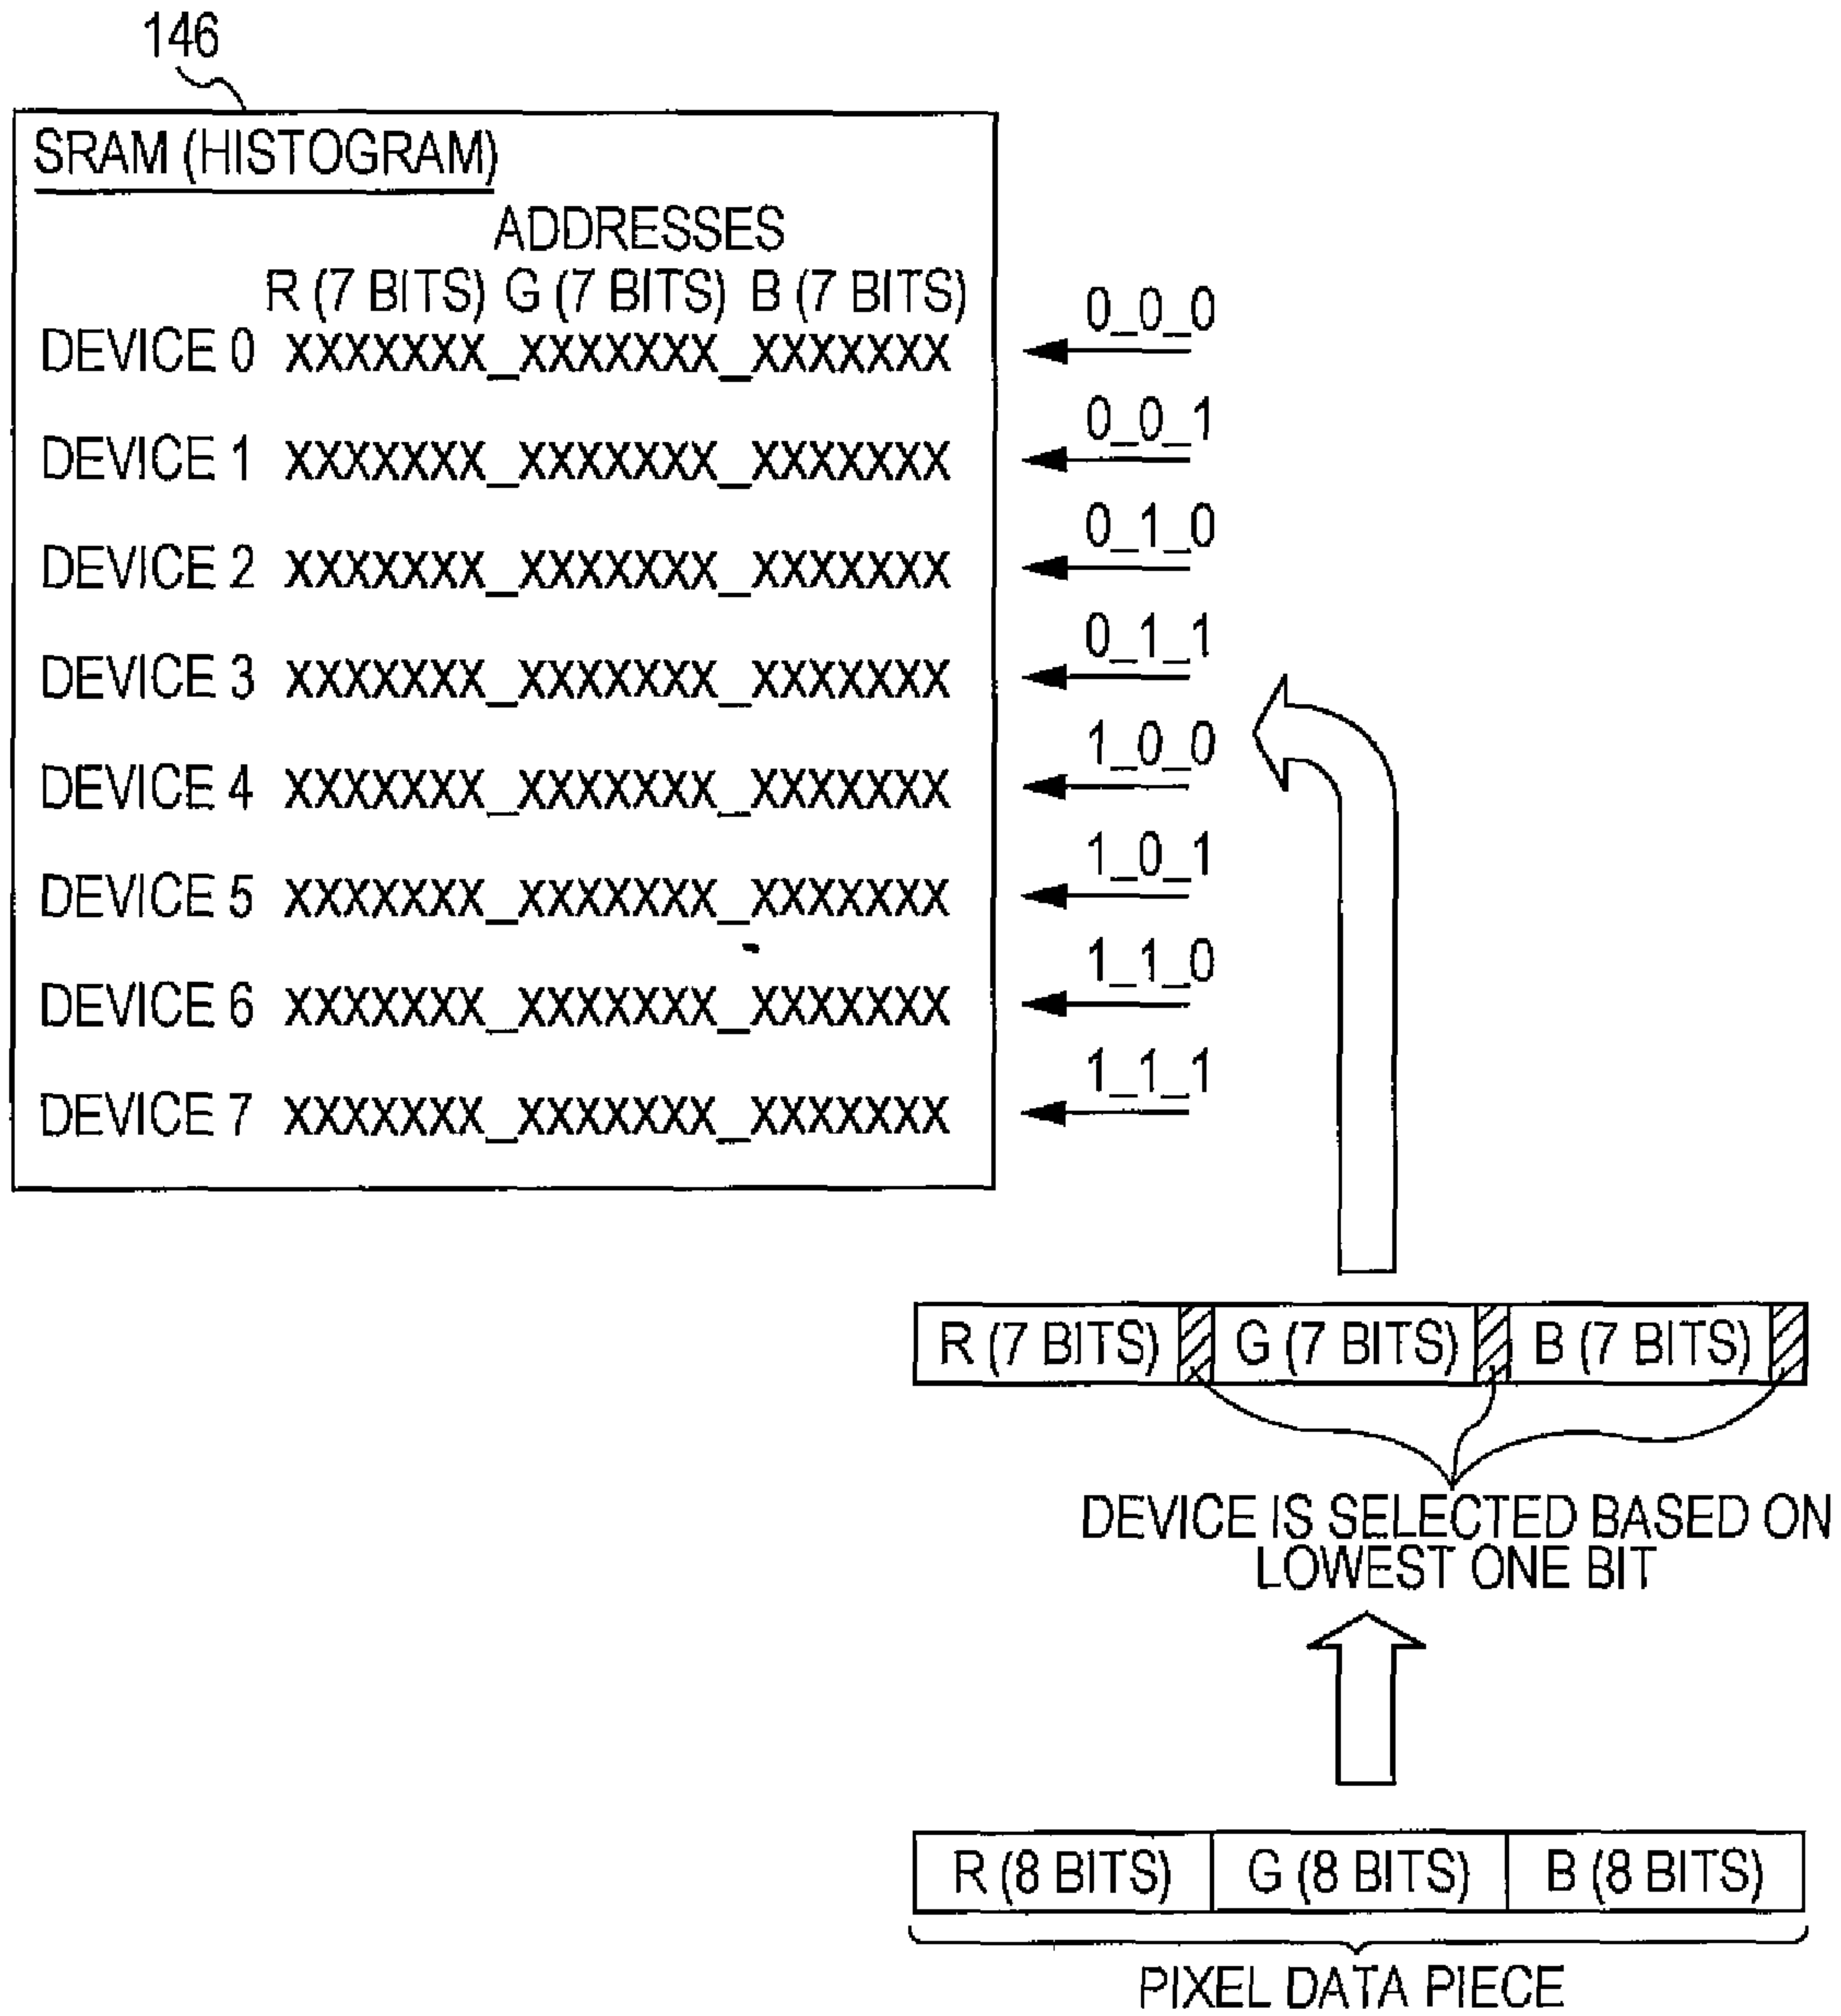 146
SRAM (HISTOGRAM)
ADDRESSES
R (7 BITS) G (7 BITS) B (7 BITS)
DEVICE 0 XXXXXXX_XXXXXXX_XXXXXXX 0_0_0
DEVICE 1 XXXXXXX_XXXXXXX_XXXXXXX 0_0_1
DEVICE 2 XXXXXXX_XXXXXXX_XXXXXXX 0_1_0
DEVICE 3 XXXXXXX_XXXXXXX_XXXXXXX 0_1_1
DEVICE 4 XXXXXXX_XXXXXXX_XXXXXXX 1_0_0
DEVICE 5 XXXXXXX_XXXXXXX_XXXXXXX 1_0_1
DEVICE 6 XXXXXXX_XXXXXXX_XXXXXXX 1_1_0
DEVICE 7 XXXXXXX_XXXXXXX_XXXXXXX 1_1_1
R (7 BITS) G (7 BITS) B (7 BITS)
DEVICE IS SELECTED BASED ON
LOWEST ONE BIT
R (8 BITS) G (8 BITS) B (8 BITS)
PIXEL DATA PIECE